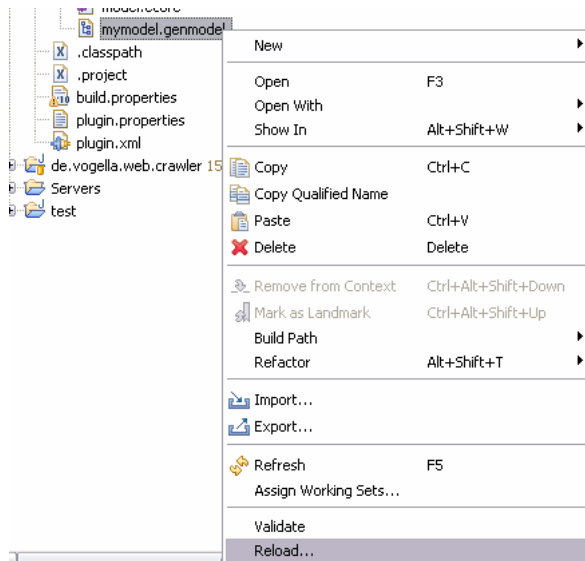 model.ecore
mymodel.genmodel
.classpath
.project
build.properties
plugin.properties
plugin.xml
de.vogella.web.crawler 15
Servers
test
New
Open F3
Open With
Show In Alt+Shift+W
Copy Ctrl+C
Copy Qualified Name
Paste Ctrl+V
Delete Delete
Remove from Context Ctrl+Alt+Shift+Down
Mark as Landmark Ctrl+Alt+Shift+Up
Build Path
Refactor Alt+Shift+T
Import...
Export...
Refresh F5
Assign Working Sets...
Validate
Reload...